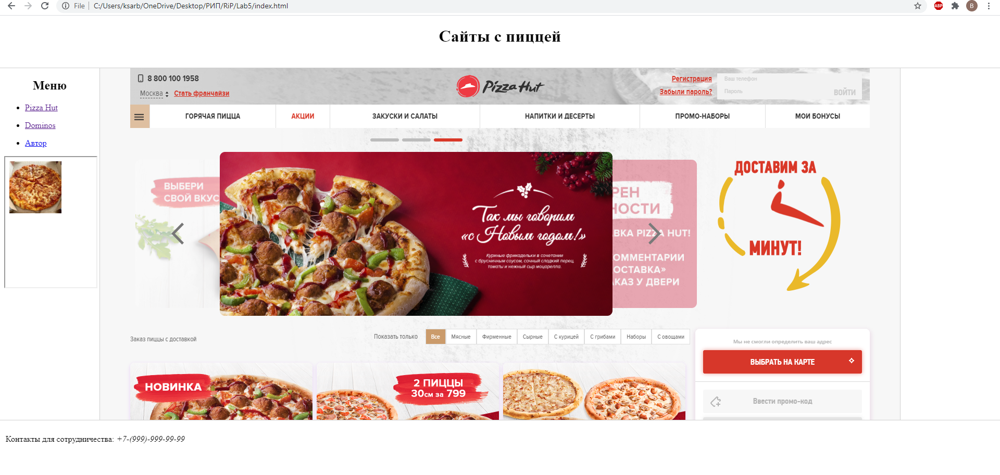 File
C:/Users/ksarb/OneDrive/Desktop/РИП/RiP/Lab5/index.html
ABP
B
Сайты с пиццей
Меню
Pizza Hut
Dominos
Автор
8 800 100 1958
Москва
Стать франчайзи
Pizza Hut
Регистрация
Забыли пароль?
Ваш телефон
Пароль
ВОЙТИ
ГОРЯЧАЯ ПИЦЦА
АКЦИИ
ЗАКУСКИ И САЛАТЫ
НАПИТКИ И ДЕСЕРТЫ
ПРОМО-НАБОРЫ
МОИ БОНУСЫ
ВЫБЕРИ
СВОЙ ВКУС
Так мы говорим
«с Новым годом!»
Куриные фрикадельки в сочетании
с брусничным соусом, сочный сладкий перец,
томаты и нежный сыр моцарелла.
РЕН
НОСТИ
ВКА PIZZA HUT!
ОММЕНТАРИИ
ОСТАВКА»
КАЗ У ДВЕРИ
ДОСТАВИМ ЗА
МИНУТ!
Заказ пиццы с доставкой
Показать только
Все
Мясные
Фирменные
Сырные
С курицей
С грибами
Наборы
С овощами
Мы не смогли определить ваш адрес
ВЫБРАТЬ НА КАРТЕ
Ввести промо-код
НОВИНКА
2 ПИЦЦЫ
30см за 799
Контакты для сотрудничества: +7-(999)-999-99-99